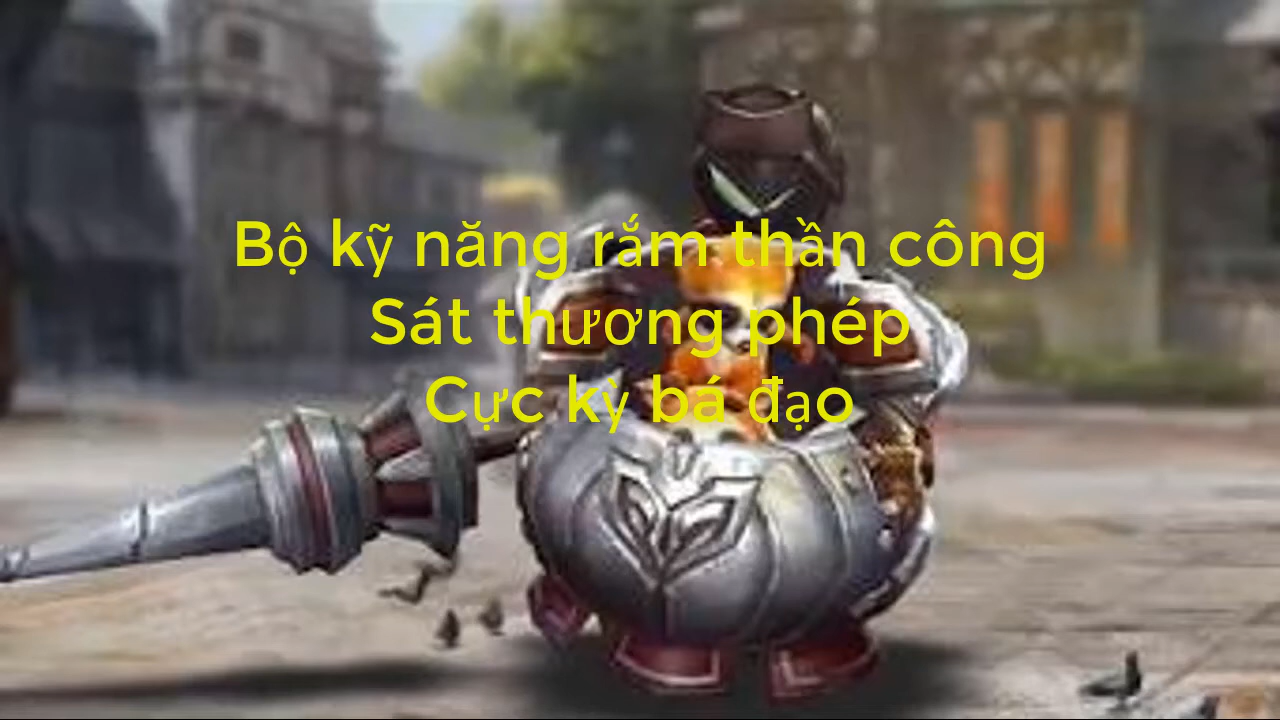 Bộ kỹ năng rắm thần công
Sát thương phép
Cực kỳ bá đạo